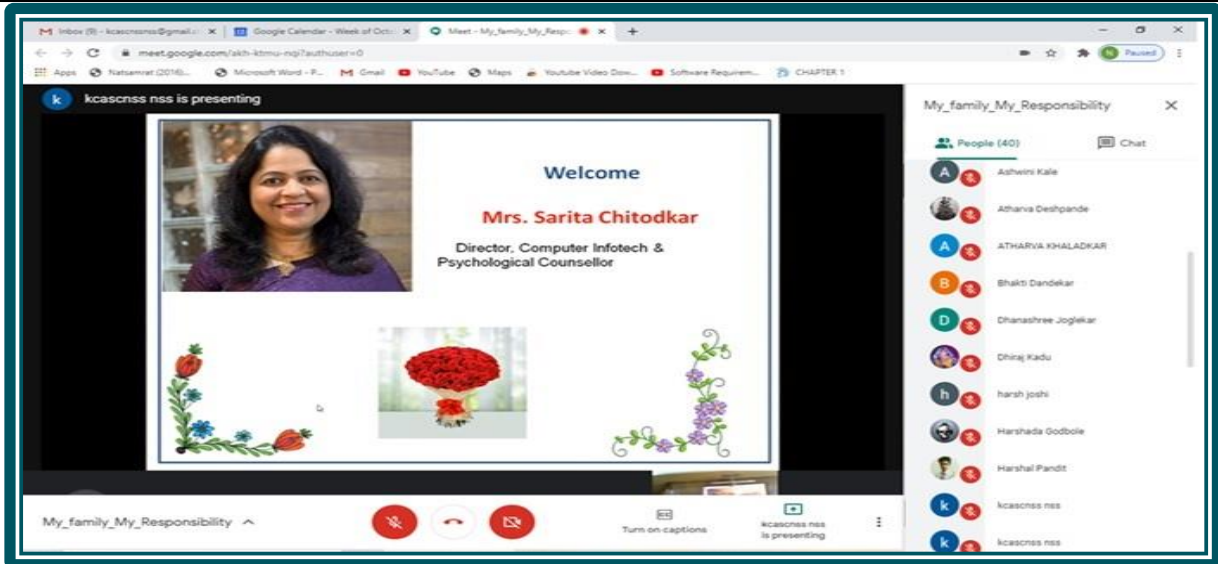 Inbox (9) - kcascnssnss@gmail.c
Google Calendar - Week of Octo
Meet - My_family_My_Respo
meet.google.com/akh-ktmu-nqi?authuser=0
Paused
Apps
Natsamrat (2016)...
Microsoft Word - P...
Gmail
YouTube
Maps
Youtube Video Dow...
Software Requirem...
CHAPTER 1
k kcascnss nss is presenting
Welcome
Mrs. Sarita Chitodkar
Director, Computer Infotech &
Psychological Counsellor
My_family_My_Responsibility
Turn on captions
kcascnss nss
is presenting
My_family_My_Responsibility
People (40)
Chat
A Ashwini Kale
Atharva Deshpande
A ATHARVA KHALADKAR
B Bhakti Dandekar
D Dhanashree Joglekar
Dhiraj Kadu
h harsh joshi
Harshada Godbole
Harshal Pandit
k kcascnss nss
k kcascnss nss